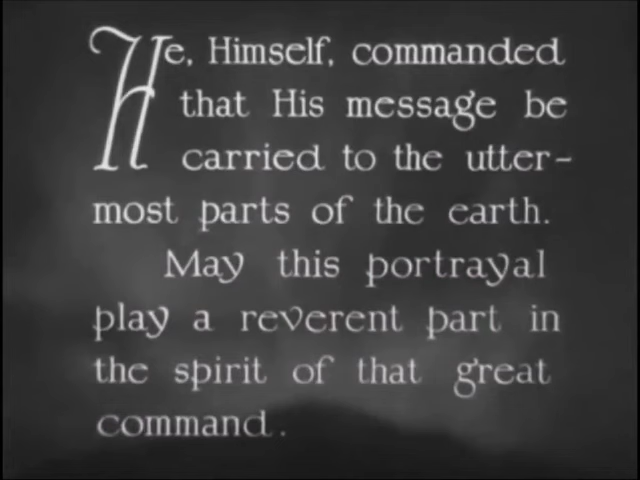 He, Himself, commanded
that His message be
carried to the utter-
most parts of the earth.
May this portrayal
play a reverent part in
the spirit of that great
command.